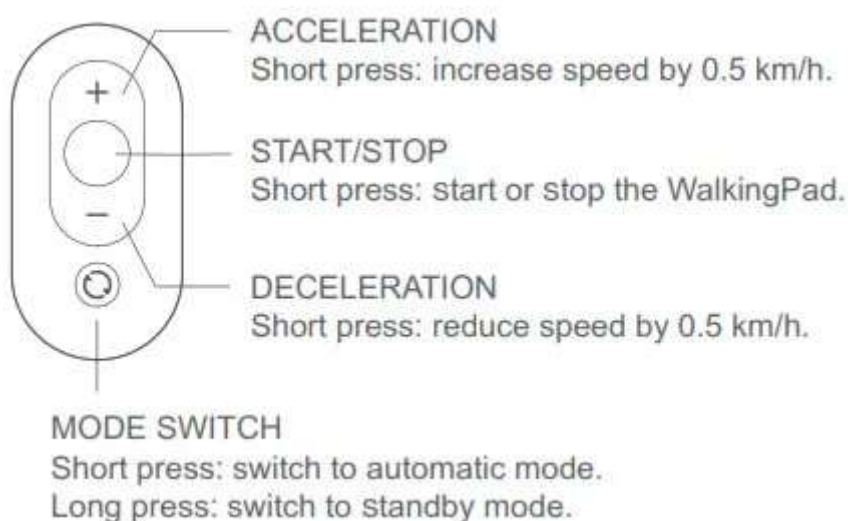 ACCELERATION
Short press: increase speed by 0.5 km/h.
+
START/STOP
Short press: start or stop the WalkingPad.
−
DECELERATION
Short press: reduce speed by 0.5 km/h.
MODE SWITCH
Short press: switch to automatic mode.
Long press: switch to standby mode.